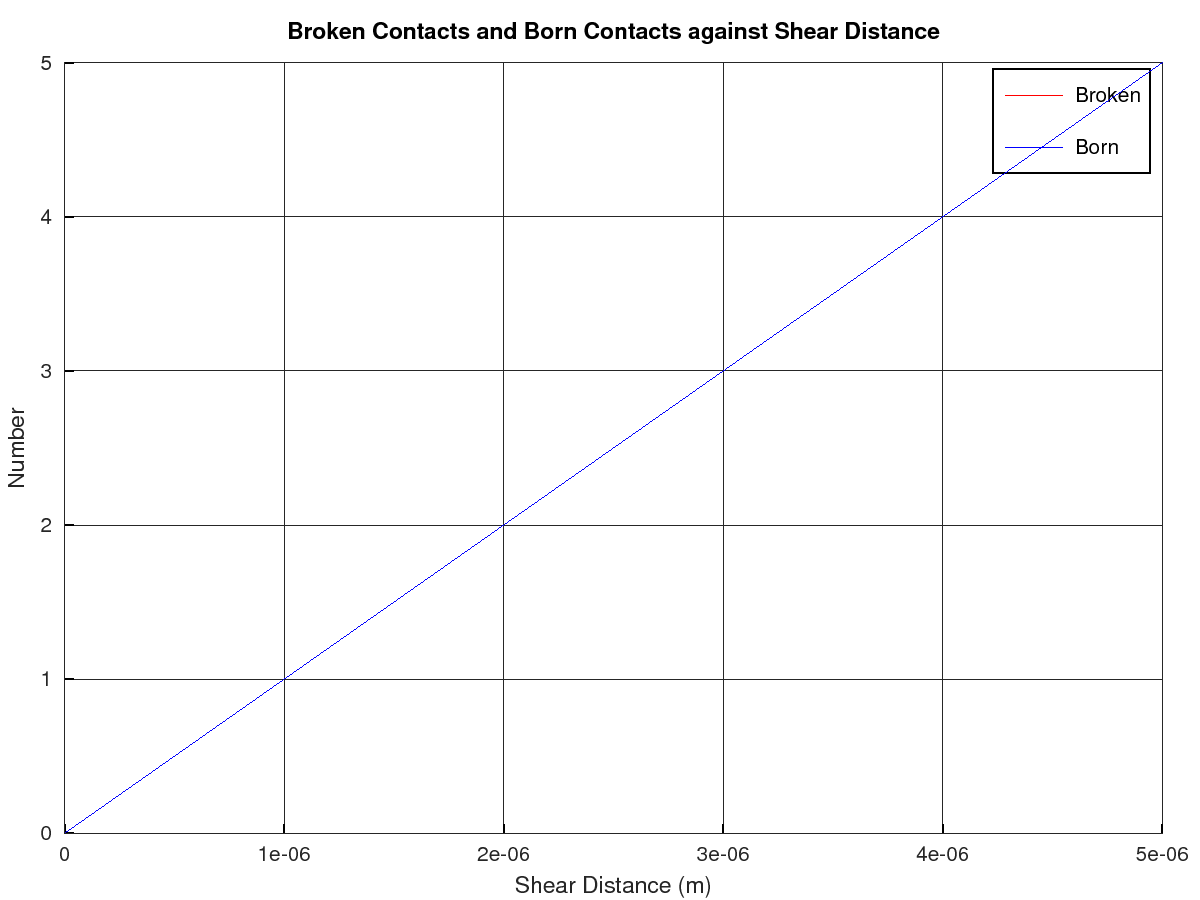 Broken Contacts and Born Contacts against Shear Distance
5
Broken
Born
4
3
Number
2
1
0
0 1e-06 2e-06 3e-06 4e-06 5e-06
Shear Distance (m)